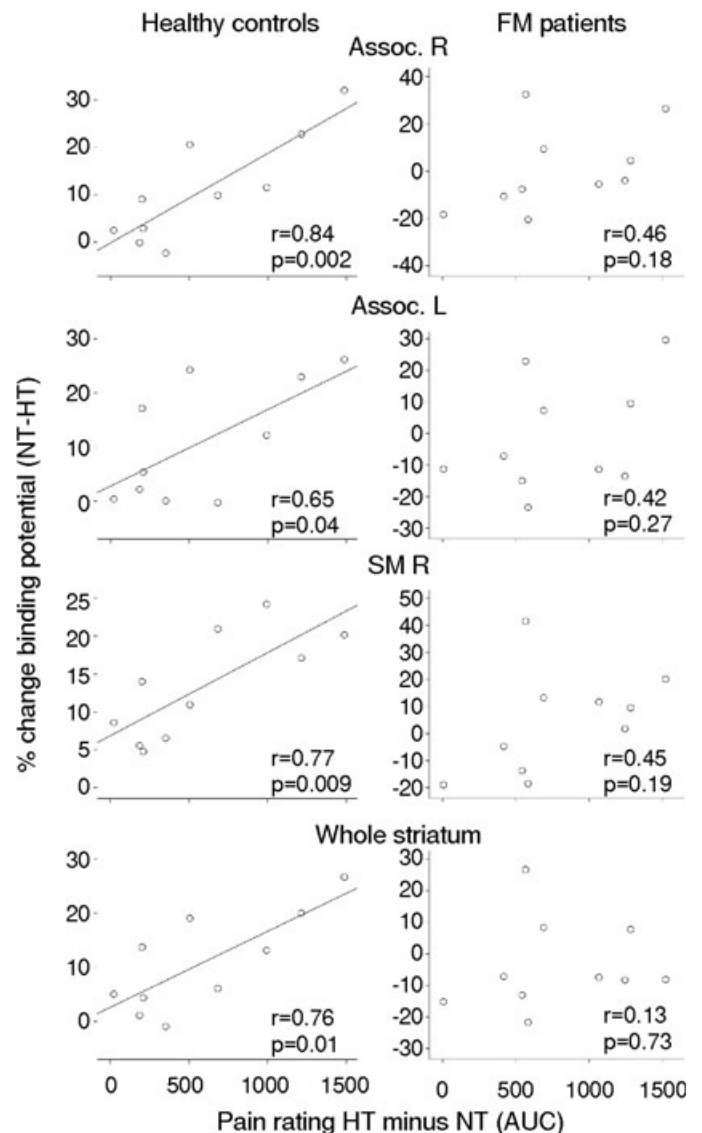 Healthy controls FM patients
Assoc. R
30
20
10
0
r=0.84
p=0.002
40
20
0
-20
-40
r=0.46
p=0.18
Assoc. L
30
20
10
0
r=0.65
p=0.04
30
20
10
0
-10
-20
-30
r=0.42
p=0.27
% change binding potential (NT-HT)
SM R
25
20
15
10
5
0
r=0.77
p=0.009
50
40
30
20
10
0
-10
-20
r=0.45
p=0.19
Whole striatum
30
20
10
0
r=0.76
p=0.01
0 500 1000 1500
30
20
10
0
-10
-20
-30
r=0.13
p=0.73
0 500 1000 1500
Pain rating HT minus NT (AUC)